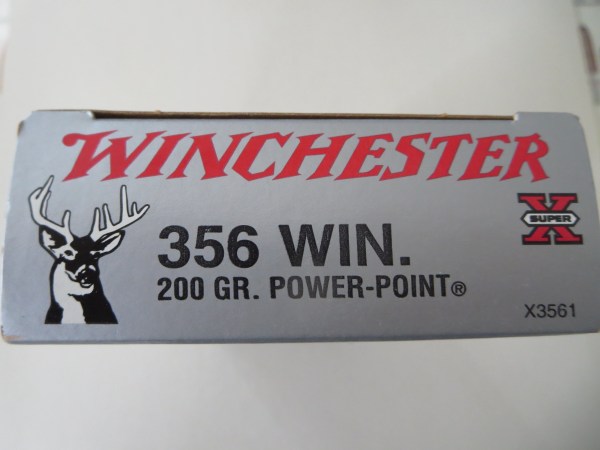 WINCHESTER
SUPER X
356 WIN.
200 GR. POWER-POINT®
X3561